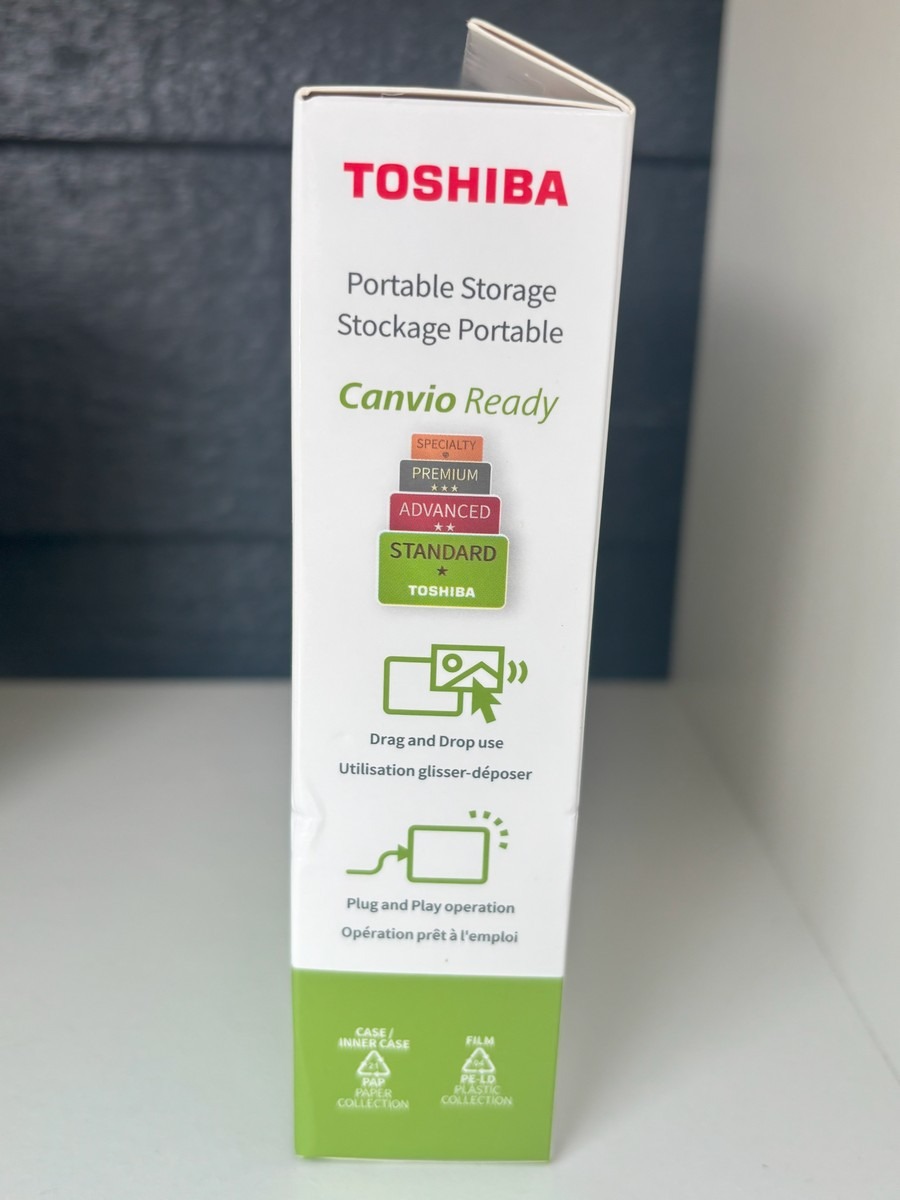 TOSHIBA
Portable Storage
Stockage Portable
Canvio Ready
SPECIALTY
PREMIUM
★★★
ADVANCED
★★
STANDARD
★
TOSHIBA
Drag and Drop use
Utilisation glisser-déposer
Plug and Play operation
Opération prêt à l'emploi
CASE /
INNER CASE
21
PAP
PAPER
COLLECTION
FILM
04
PE-LD
PLASTIC
COLLECTION